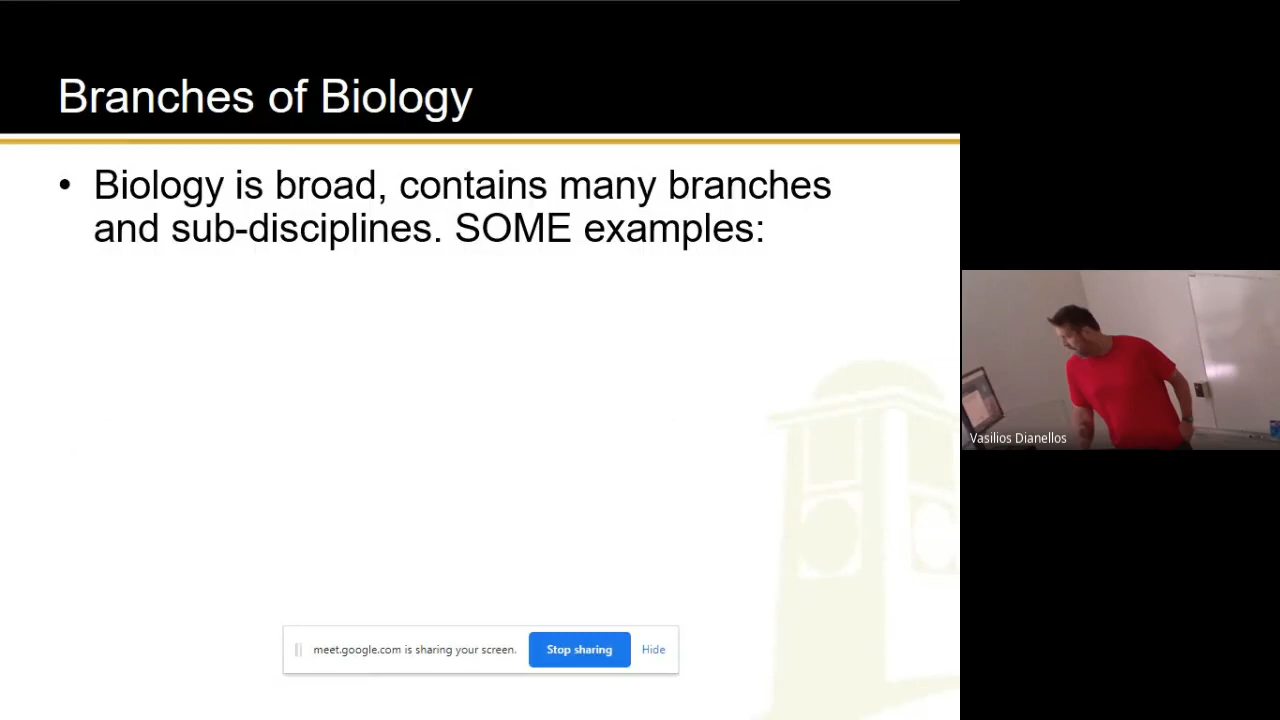 Branches of Biology
• Biology is broad, contains many branches
and sub-disciplines. SOME examples:
meet.google.com is sharing your screen. Stop sharing Hide
Vasilios Dianellos